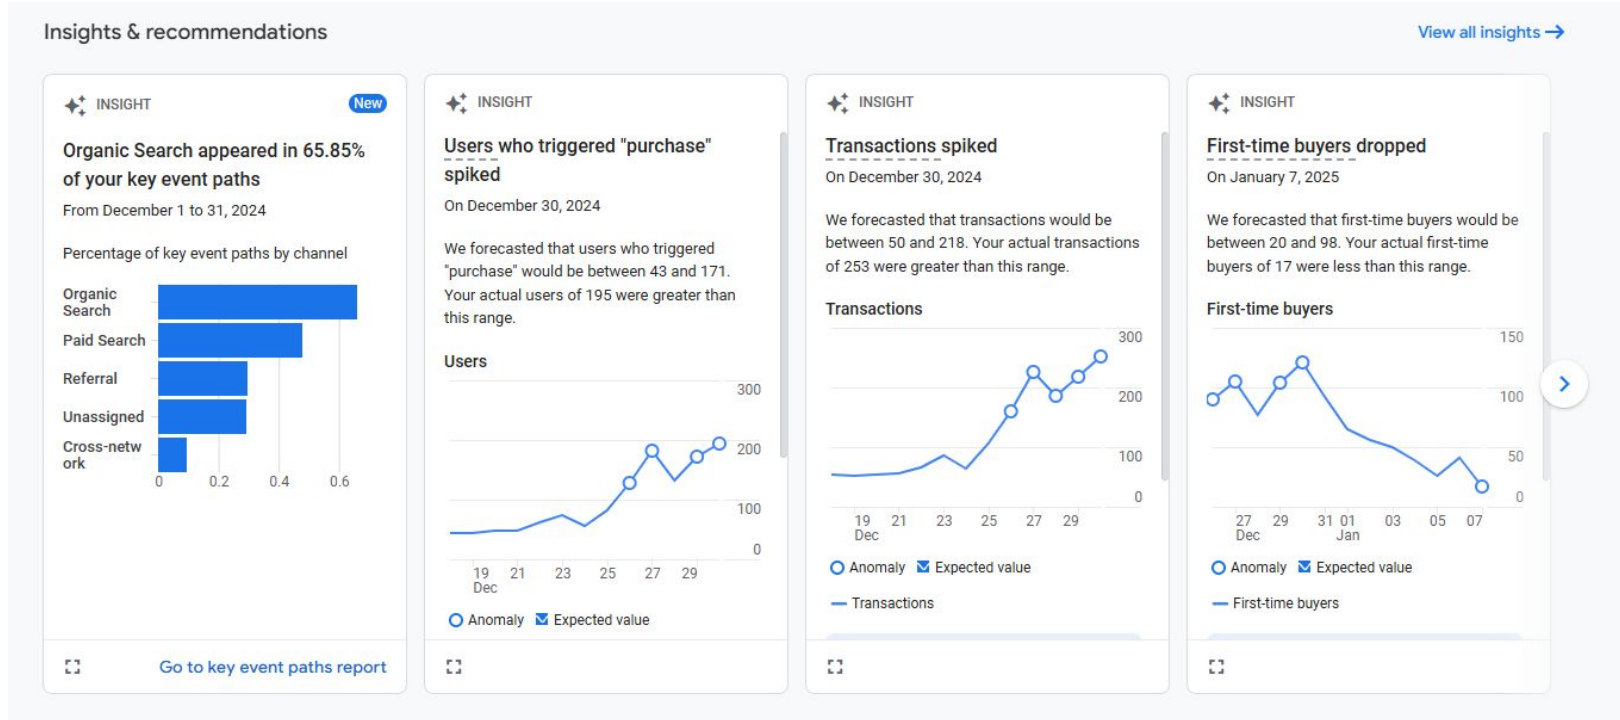 Insights & recommendations
View all insights
INSIGHT
New
Organic Search appeared in 65.85%
of your key event paths
From December 1 to 31, 2024
Percentage of key event paths by channel
Organic
Search
Paid Search
Referral
Unassigned
Cross-netw
ork
0 0.2 0.4 0.6
Go to key event paths report
INSIGHT
Users who triggered "purchase"
spiked
On December 30, 2024
We forecasted that users who triggered
"purchase" would be between 43 and 171.
Your actual users of 195 were greater than
this range.
Users
300
200
100
0
19 21 23 25 27 29
Dec
Anomaly Expected value
INSIGHT
Transactions spiked
On December 30, 2024
We forecasted that transactions would be
between 50 and 218. Your actual transactions
of 253 were greater than this range.
Transactions
300
200
100
0
19 21 23 25 27 29
Dec
Anomaly Expected value
Transactions
INSIGHT
First-time buyers dropped
On January 7, 2025
We forecasted that first-time buyers would be
between 20 and 98. Your actual first-time
buyers of 17 were less than this range.
First-time buyers
150
100
50
0
27 29 31 01 03 05 07
Dec Jan
Anomaly Expected value
First-time buyers